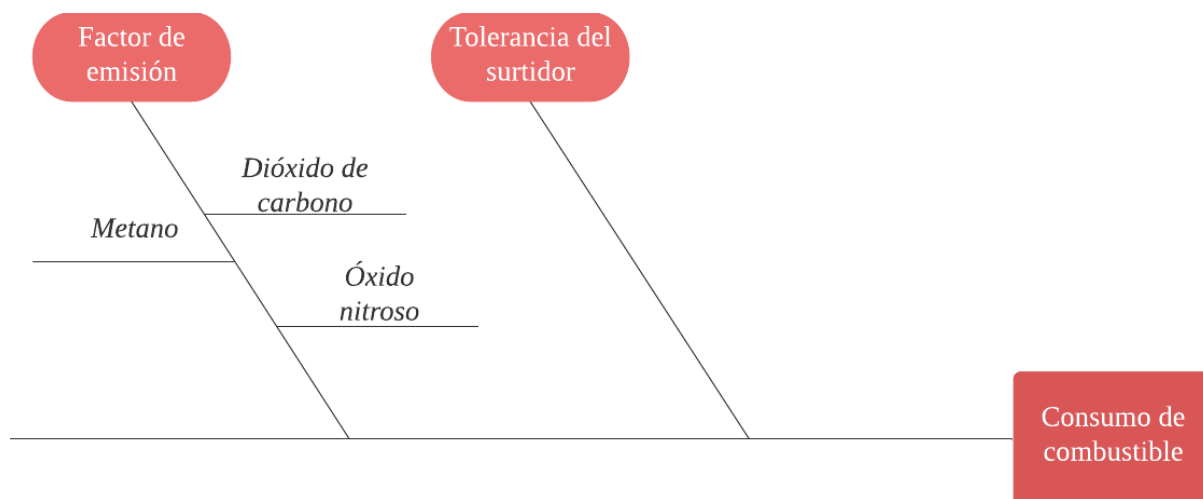 Factor de
emisión
Tolerancia del
surtidor
Dióxido de
carbono
Metano
Óxido
nitroso
Consumo de
combustible